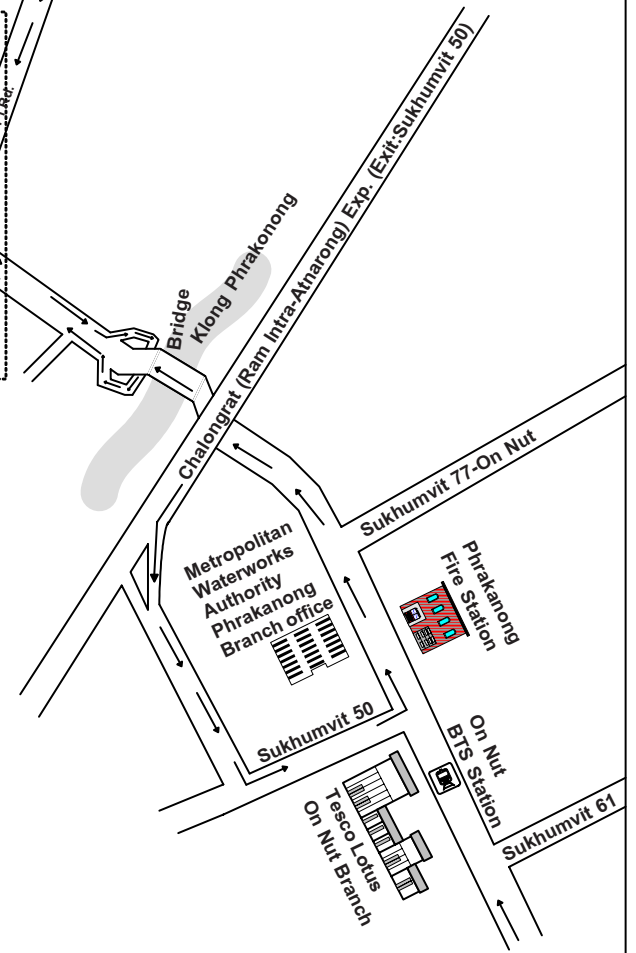 Rd.
Chalongrat (Ram Intra-Atnarong) Exp. (Exit:Sukhumvit 50)
Bridge
Klong Phrakonong
Sukhumvit 77-On Nut
Metropolitan
Waterworks
Authority
Phrakanong
Branch office
Phrakanong
Fire Station
Sukhumvit 50
On Nut
BTS Station
Tesco Lotus
On Nut Branch
Sukhumvit 61